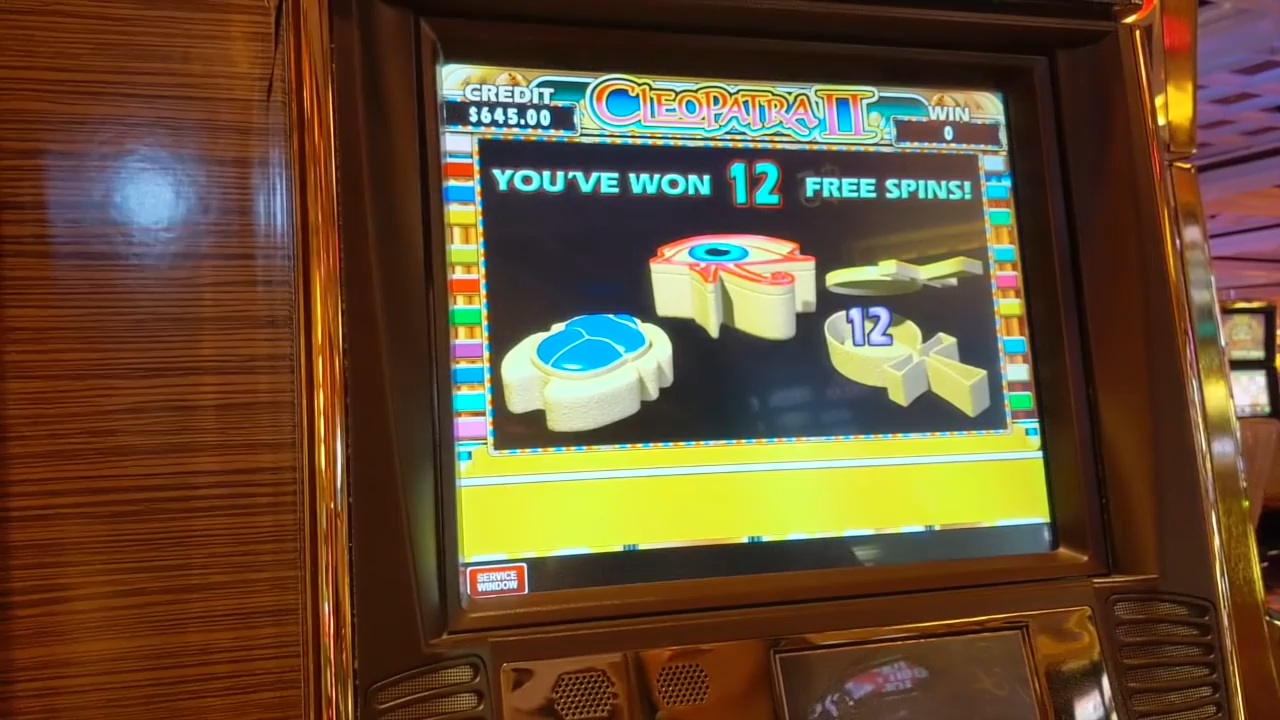 CREDIT
$645.00
CLEOPATRA II
WIN
0
YOU'VE WON 12 FREE SPINS!
12
SERVICE
WINDOW